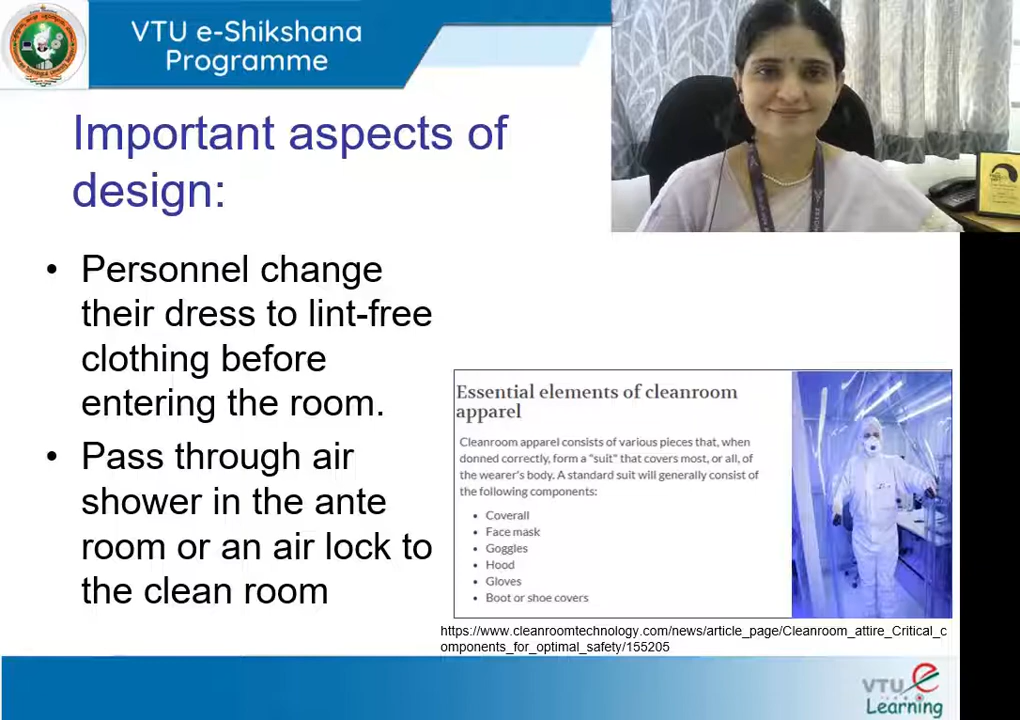 VTU e-Shikshana
Programme
Important aspects of
design:
• Personnel change
their dress to lint-free
clothing before
entering the room.
• Pass through air
shower in the ante
room or an air lock to
the clean room
Essential elements of cleanroom
apparel
Cleanroom apparel consists of various pieces that, when
donned correctly, form a "suit" that covers most, or all, of
the wearer's body. A standard suit will generally consist of
the following components:
• Coverall
• Face mask
• Goggles
• Hood
• Gloves
• Boot or shoe covers
https://www.cleanroomtechnology.com/news/article_page/Cleanroom_attire_Critical_c
omponents_for_optimal_safety/155205
VTU e
Learning